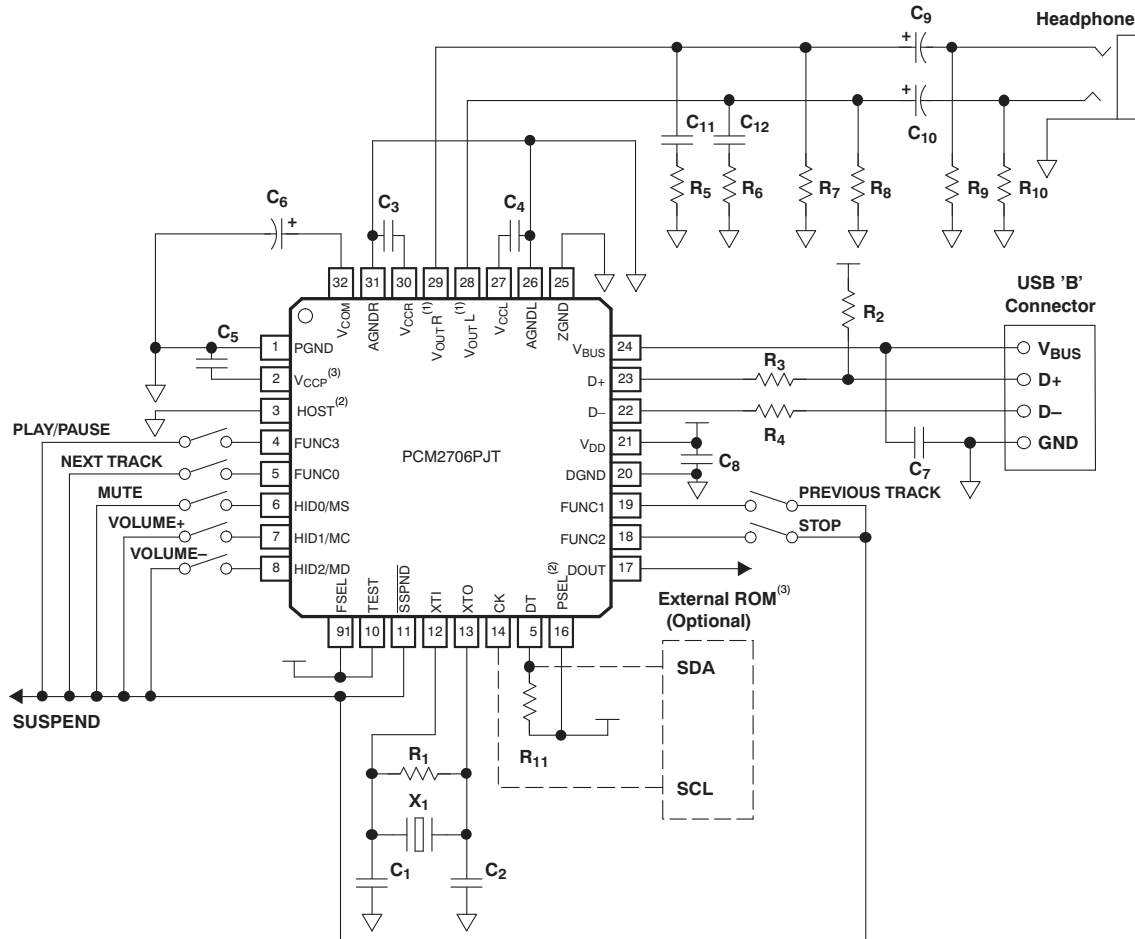 C9
Headphone
+
+
C11
C12
C10
R5
R6
R7
R8
R9
R10
C6
+
C3
C4
32
31
30
29
28
27
26
25
VCOM
AGNDR
VCCR
VOUTR(1)
VOUTL(1)
VCCL
AGNDL
ZGND
USB 'B'
Connector
R2
C5
1 PGND
2 VCCP(3)
3 HOST(2)
4 FUNC3
5 FUNC0
6 HID0/MS
7 HID1/MC
8 HID2/MD
PLAY/PAUSE
NEXT TRACK
MUTE
VOLUME+
VOLUME–
PCM2706PJT
VBUS 24
D+ 23
D– 22
VDD 21
DGND 20
FUNC1 19
FUNC2 18
DOUT 17
R3
R4
C8
C7
VBUS
D+
D–
GND
PREVIOUS TRACK
STOP
FSEL
TEST
SSPND
XTI
XTO
CK
DT
PSEL(2)
91
10
11
12
13
14
5
16
External ROM(3)
(Optional)
SDA
SCL
SUSPEND
R11
R1
X1
C1
C2